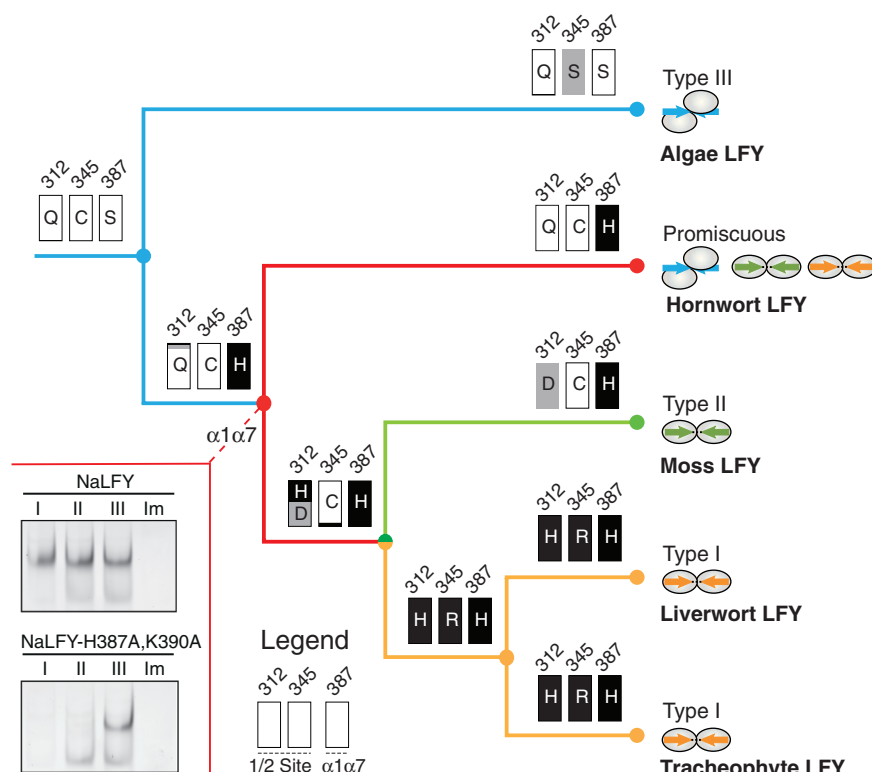 312 345 387
Q S S
Type III
Algae LFY
312 345 387
Q C S
312 345 387
Q C H
Promiscuous
Hornwort LFY
312 345 387
Q C H
α1α7
312 345 387
D C H
Type II
Moss LFY
312 345 387
H D C H
312 345 387
H R H
Type I
Liverwort LFY
312 345 387
H R H
312 345 387
H R H
Type I
Tracheophyte LFY
NaLFY
I II III Im
NaLFY-H387A,K390A
I II III Im
Legend
312 345 387
1/2 Site α1α7